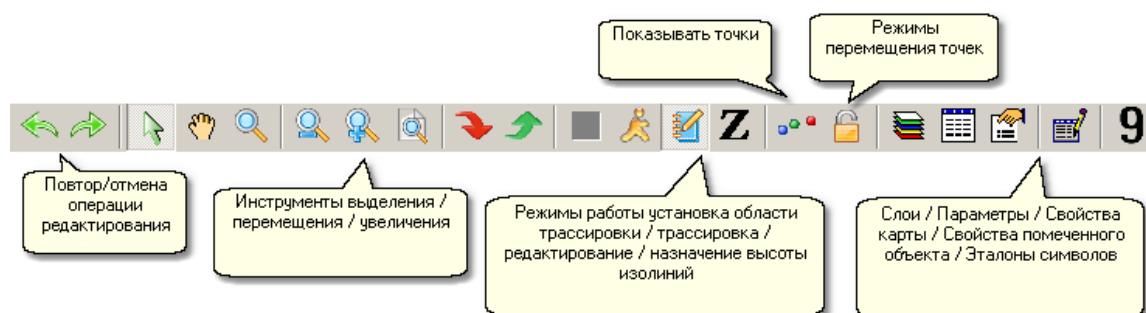 Показывать точки
Режимы
перемещения точек
Z
9
Повтор/отмена
операции
редактирования
Инструменты выделения /
перемещения / увеличения
Режимы работы установка области
трассировки / трассировка /
редактирование / назначение высоты
изолиний
Слои / Параметры / Свойства
карты / Свойства помеченного
объекта / Эталоны символов